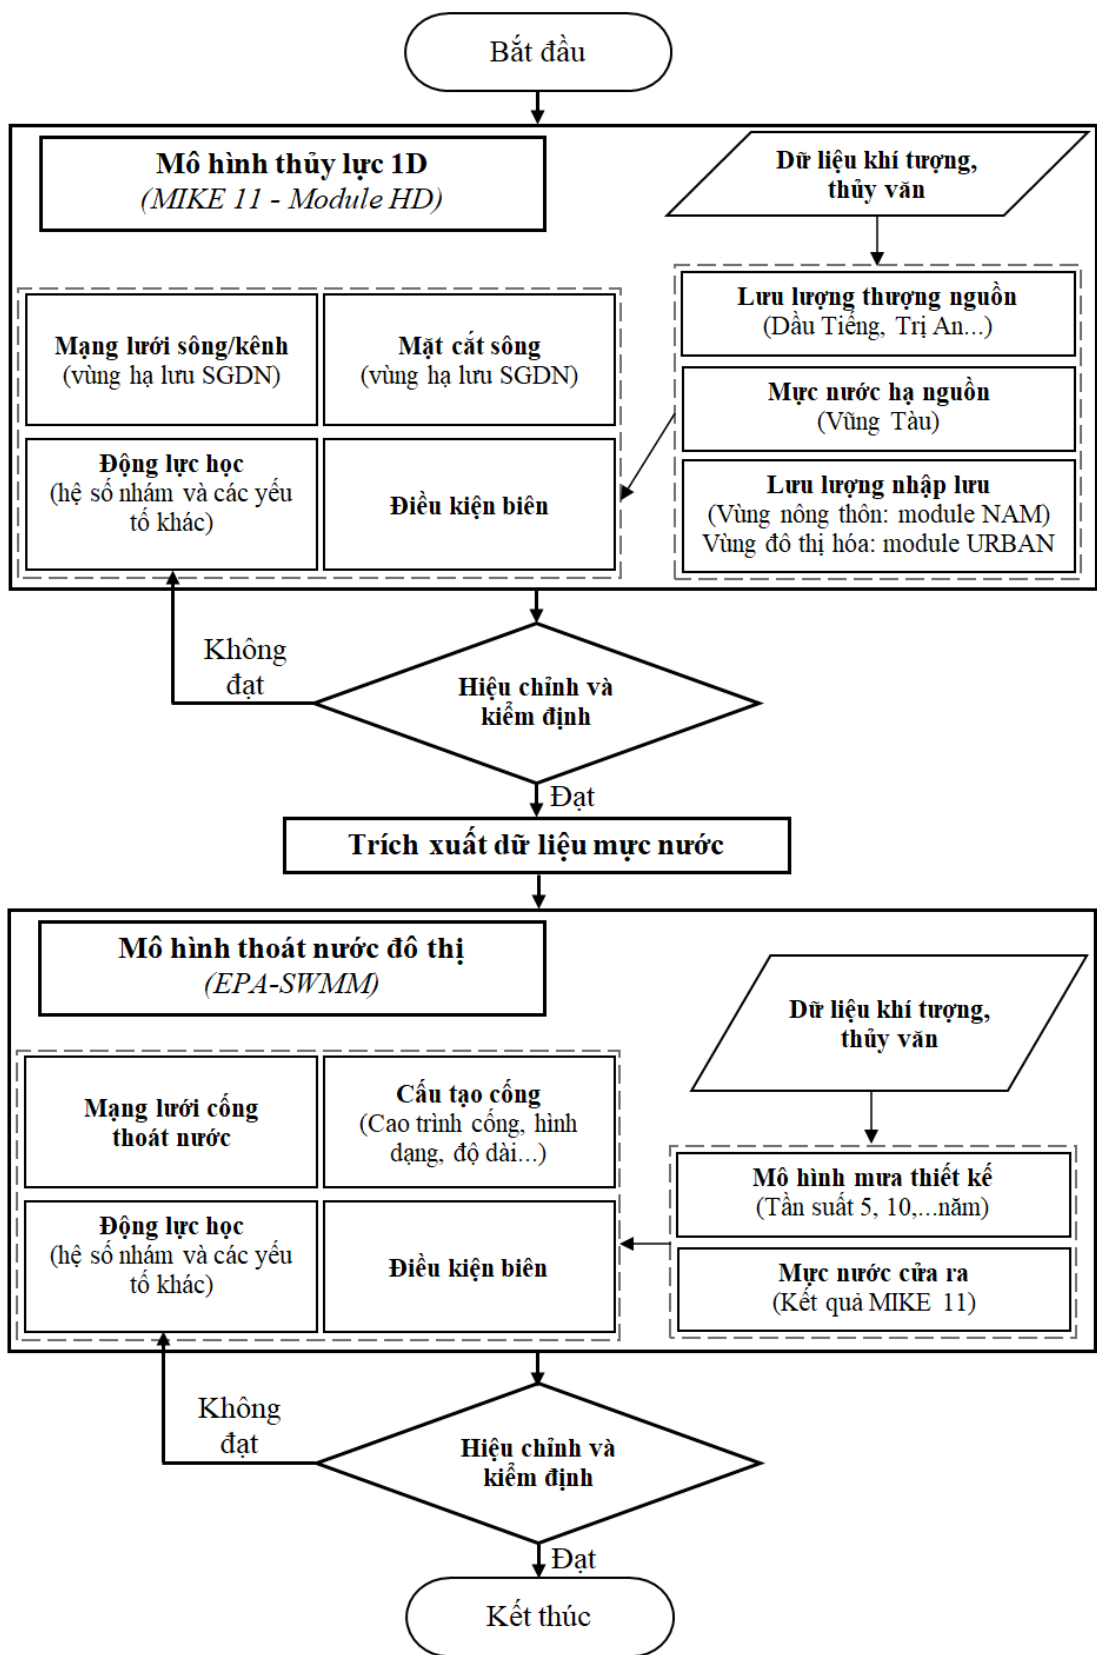 Bắt đầu
Mô hình thủy lực 1D
(MIKE 11 - Module HD)
Dữ liệu khí tượng,
thủy văn
Mạng lưới sông/kênh
(vùng hạ lưu SGDN)
Mặt cắt sông
(vùng hạ lưu SGDN)
Động lực học
(hệ số nhám và các yếu
tố khác)
Điều kiện biên
Lưu lượng thượng nguồn
(Dầu Tiếng, Trị An...)
Mực nước hạ nguồn
(Vũng Tàu)
Lưu lượng nhập lưu
(Vùng nông thôn: module NAM)
Vùng đô thị hóa: module URBAN
Không
đạt
Hiệu chỉnh và
kiểm định
Đạt
Trích xuất dữ liệu mực nước
Mô hình thoát nước đô thị
(EPA-SWMM)
Dữ liệu khí tượng,
thủy văn
Mạng lưới cống
thoát nước
Cấu tạo cống
(Cao trình cống, hình
dạng, độ dài...)
Động lực học
(hệ số nhám và các yếu
tố khác)
Điều kiện biên
Mô hình mưa thiết kế
(Tần suất 5, 10,...năm)
Mực nước cửa ra
(Kết quả MIKE 11)
Không
đạt
Hiệu chỉnh và
kiểm định
Đạt
Kết thúc